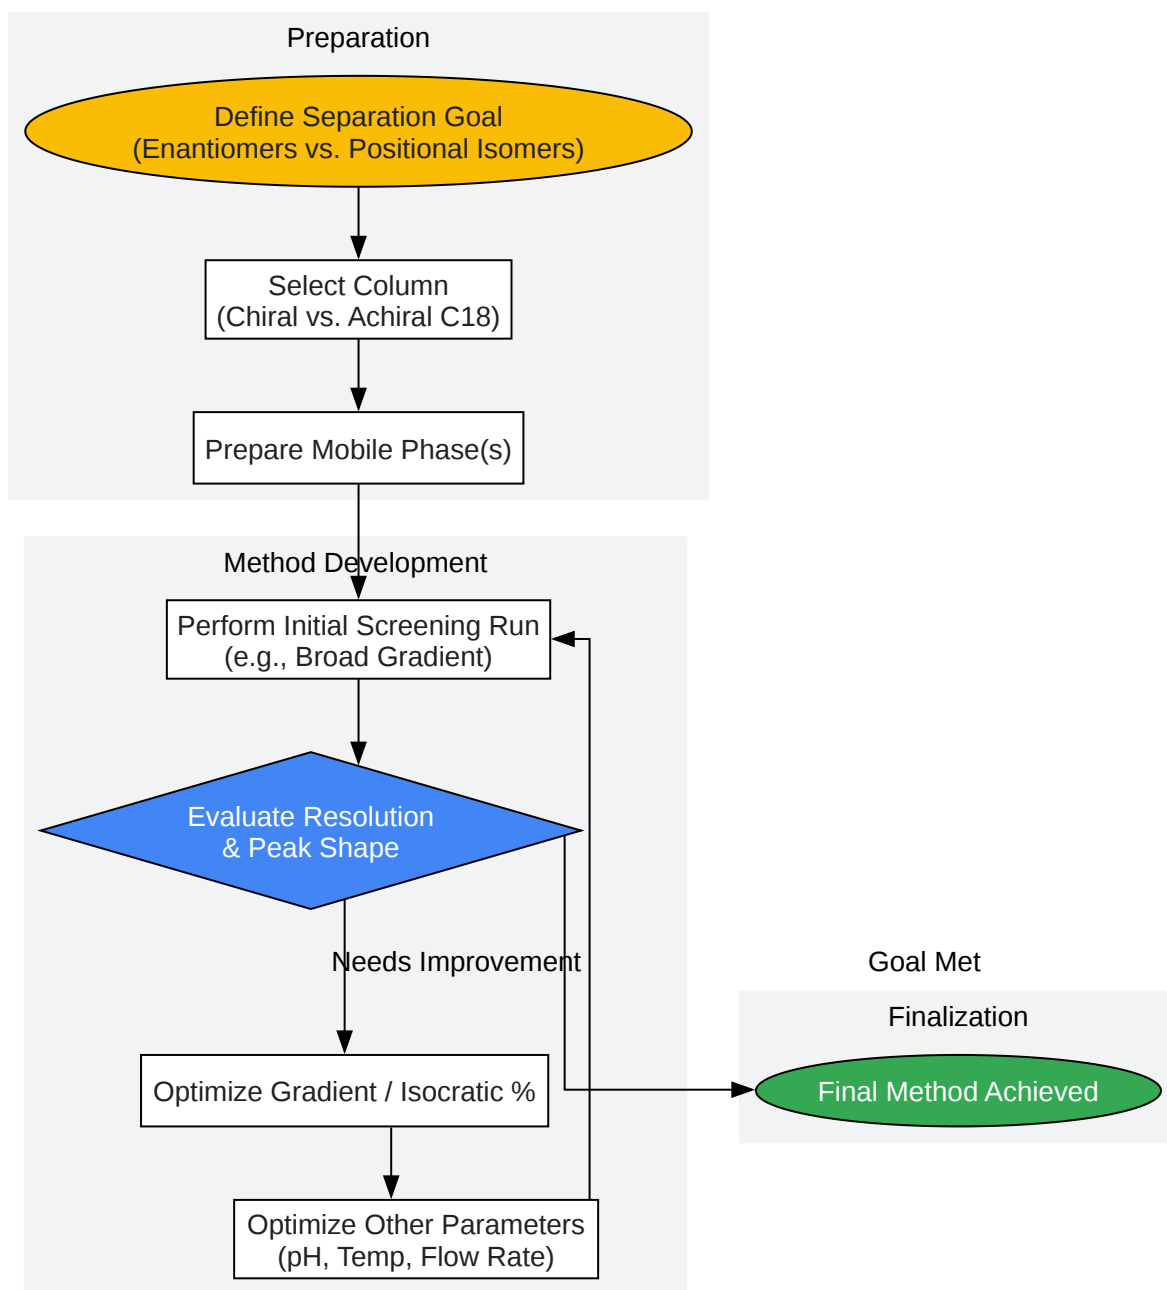 Preparation
Define Separation Goal
(Enantiomers vs. Positional Isomers)
Select Column
(Chiral vs. Achiral C18)
Prepare Mobile Phase(s)
Method Development
Perform Initial Screening Run
(e.g., Broad Gradient)
Evaluate Resolution
& Peak Shape
Needs Improvement
Goal Met
Finalization
Optimize Gradient / Isocratic %
Final Method Achieved
Optimize Other Parameters
(pH, Temp, Flow Rate)